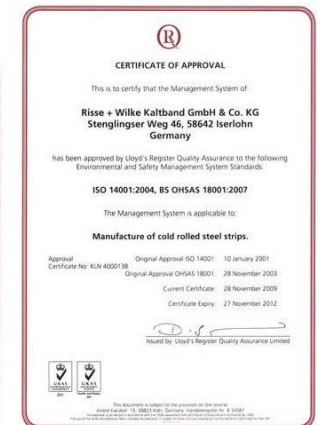 R
CERTIFICATE OF APPROVAL
This is to certify that the Management System of:
Risse + Wilke Kaltband GmbH & Co. KG
Stenglingser Weg 46, 58642 Iserlohn
Germany
has been approved by Lloyd's Register Quality Assurance to the following
Environmental and Safety Management System Standards:
ISO 14001:2004, BS OHSAS 18001:2007
The Management System is applicable to:
Manufacture of cold rolled steel strips.
Approval
Certificate No: KLN 4000138
Original Approval ISO 14001: 10 January 2001
Original Approval OHSAS 18001: 28 November 2003
Current Certificate: 28 November 2009
Certificate Expiry: 27 November 2012
Issued by: Lloyd's Register Quality Assurance Limited
UKAS
UKAS
This document is subject to the provision on the reverse